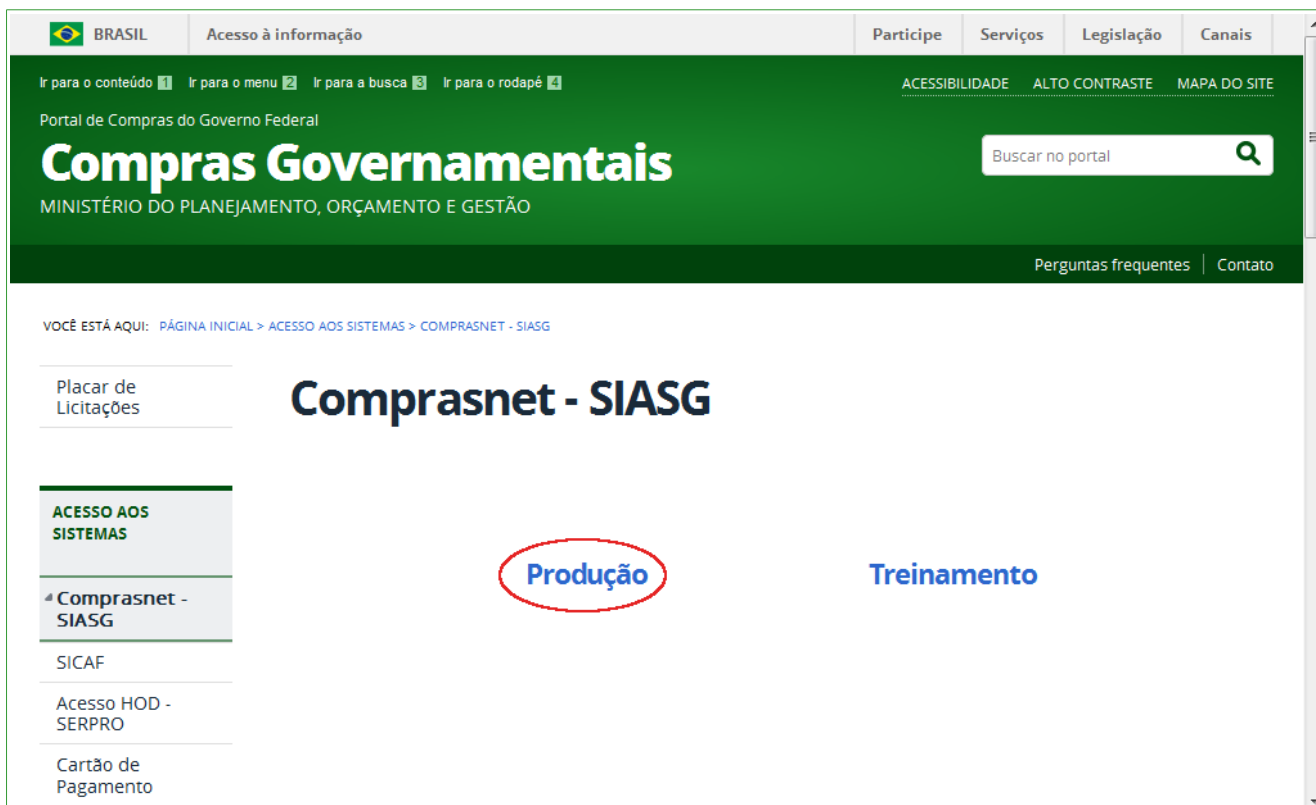 BRASIL Acesso à informação Participe Serviços Legislação Canais
Ir para o conteúdo 1 Ir para o menu 2 Ir para a busca 3 Ir para o rodapé 4 ACESSIBILIDADE ALTO CONTRASTE MAPA DO SITE
Portal de Compras do Governo Federal
Compras Governamentais
Buscar no portal
MINISTÉRIO DO PLANEJAMENTO, ORÇAMENTO E GESTÃO
Perguntas frequentes Contato
VOCÊ ESTÁ AQUI: PÁGINA INICIAL > ACESSO AOS SISTEMAS > COMPRASNET - SIASG
Placar de
Licitações
Comprasnet - SIASG
ACESSO AOS
SISTEMAS
Produção Treinamento
Comprasnet -
SIASG
SICAF
Acesso HOD -
SERPRO
Cartão de
Pagamento